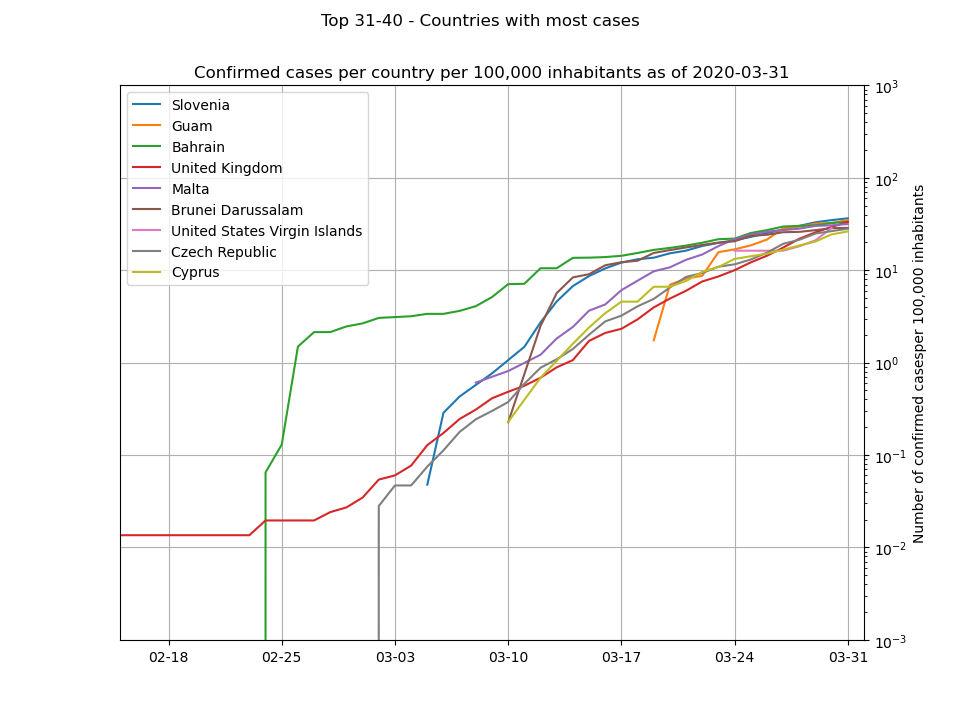 Top 31-40 - Countries with most cases
Confirmed cases per country per 100,000 inhabitants as of 2020-03-31
Slovenia
Guam
Bahrain
United Kingdom
Malta
Brunei Darussalam
United States Virgin Islands
Czech Republic
Cyprus
10³
10²
10¹
10⁰
10⁻¹
10⁻²
10⁻³
Number of confirmed casesper 100,000 inhabitants
02-18 02-25 03-03 03-10 03-17 03-24 03-31